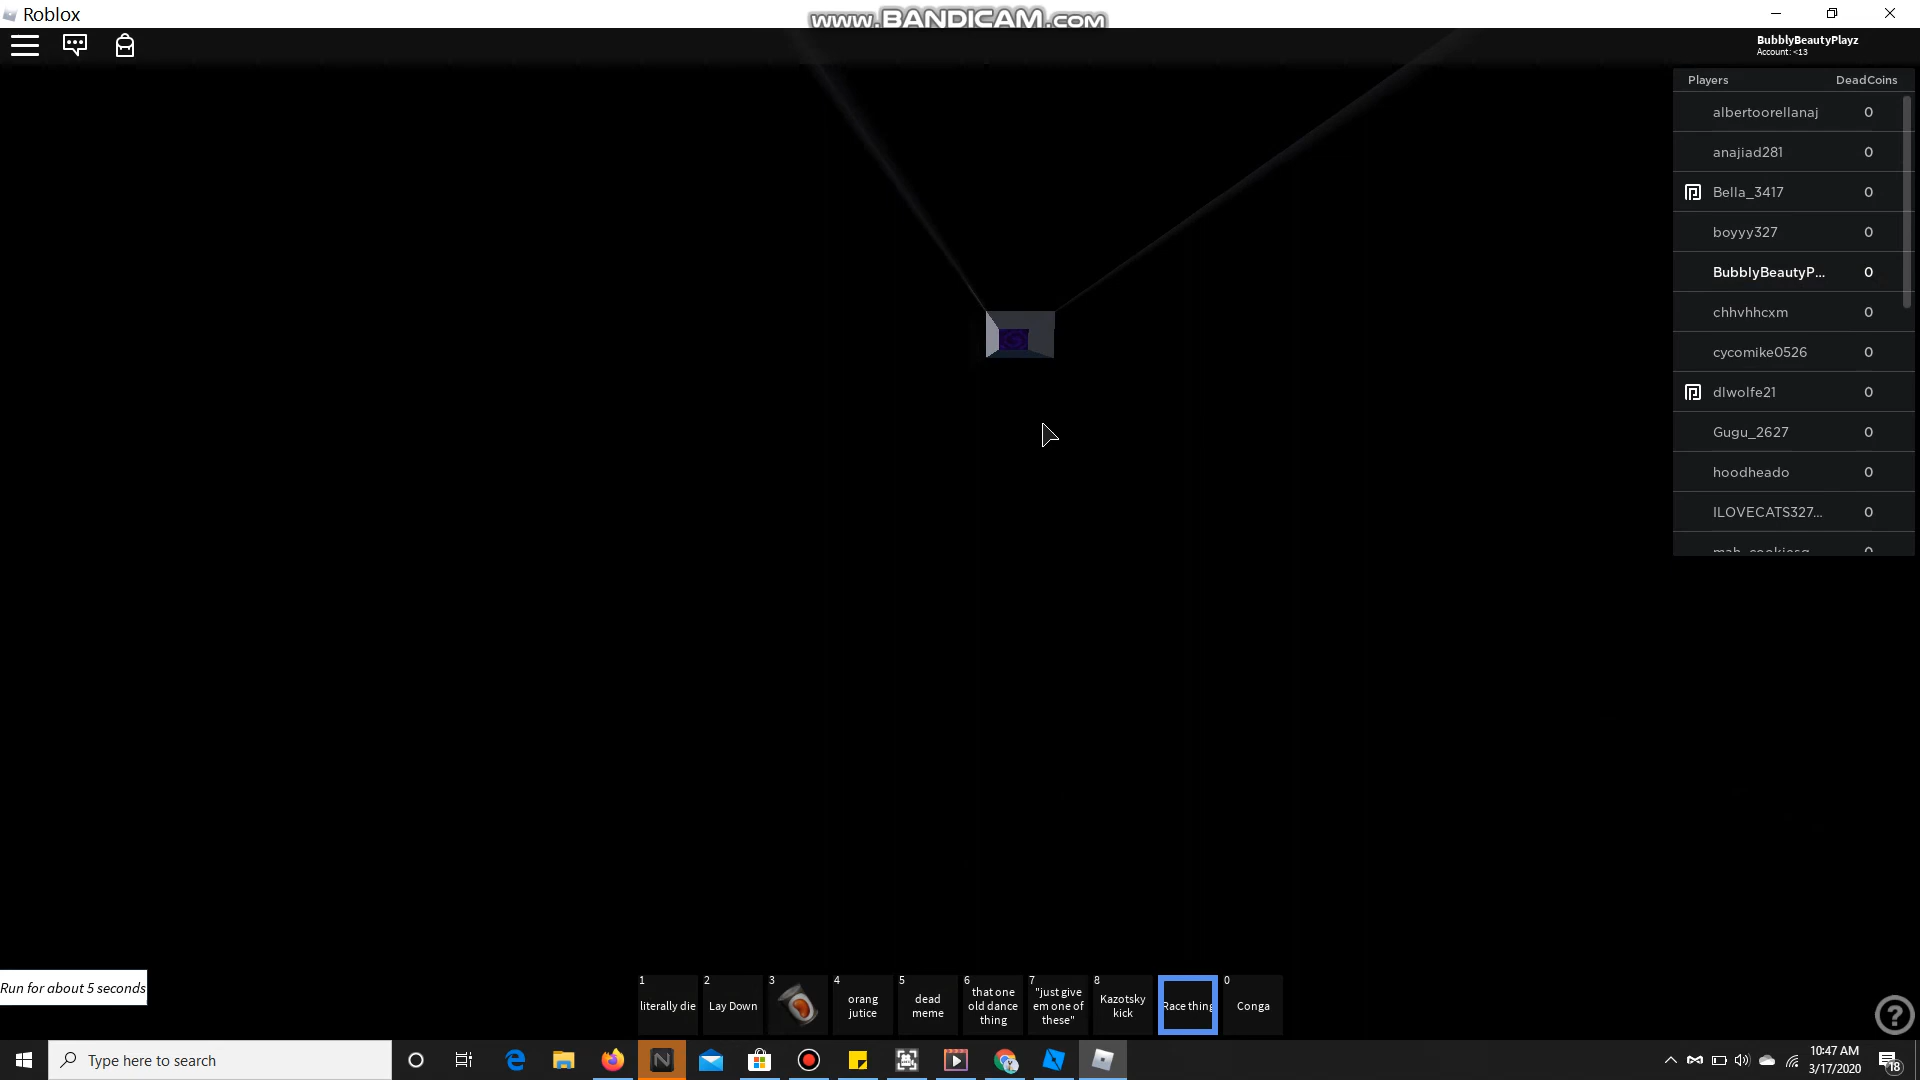 Roblox
www.BANDICAM.com
BubblyBeautyPlayz
Account: <13
Players DeadCoins
albertoorellanaj 0
anajiad281 0
Bella_3417 0
boyyy327 0
BubblyBeautyP... 0
chhvhhcxm 0
cycomike0526 0
dlwolfe21 0
Gugu_2627 0
hoodheado 0
ILOVECATS327... 0
Run for about 5 seconds
1
literally die
2
Lay Down
3
4
orang
jutice
5
dead
meme
6
that one
old dance
thing
7
"just give
em one of
these"
8
Kazotsky
kick
Race thing
0
Conga
?
Type here to search
10:47 AM
3/17/2020
18